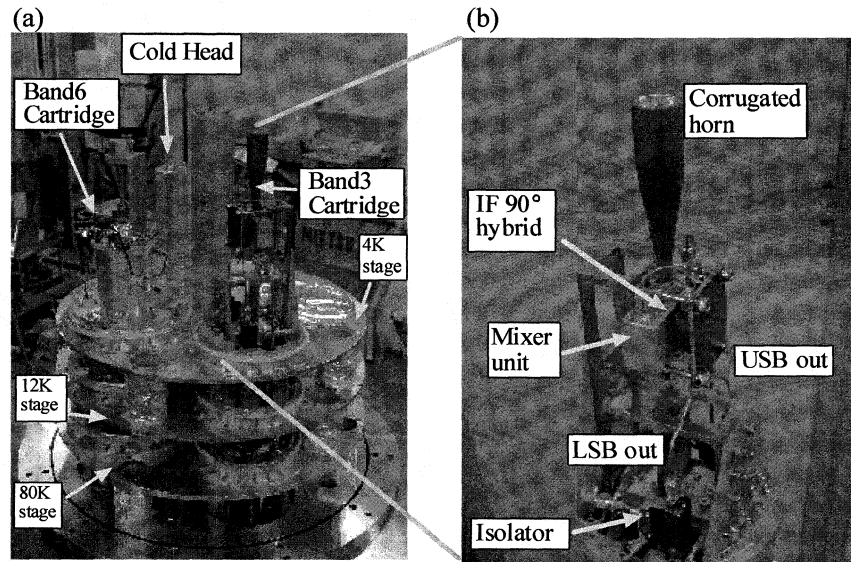 (a)
Cold Head
Band6
Cartridge
Band3
Cartridge
4K
stage
12K
stage
80K
stage
(b)
Corrugated
horn
IF 90°
hybrid
Mixer
unit
USB out
LSB out
Isolator